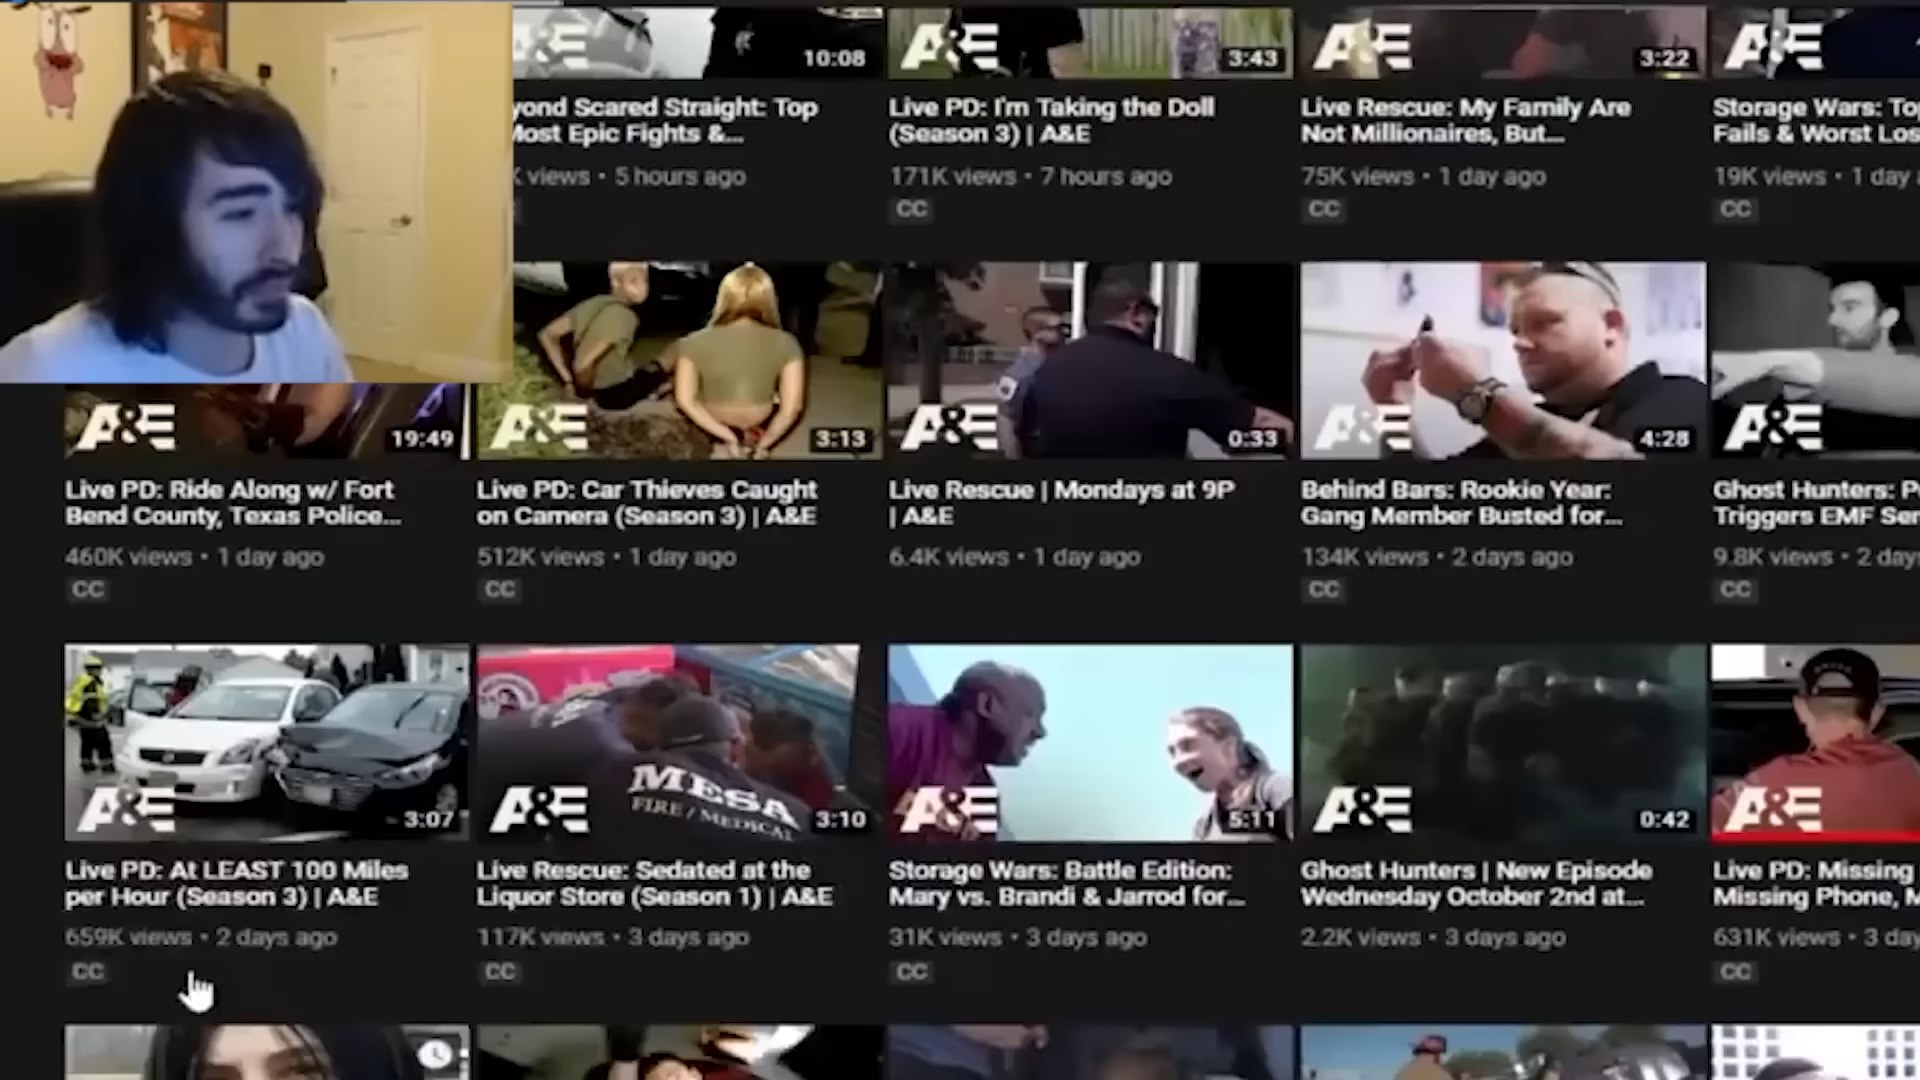 A&E
10:08
A&E
3:43
A&E
3:22
A&E
yond Scared Straight: Top
Most Epic Fights &...
K views • 5 hours ago
Live PD: I'm Taking the Doll
(Season 3) | A&E
171K views • 7 hours ago
CC
Live Rescue: My Family Are
Not Millionaires, But...
75K views • 1 day ago
CC
Storage Wars: To
Fails & Worst Los
19K views • 1 day
CC
A&E
19:49
A&E
3:13
A&E
0:33
A&E
4:28
A&E
Live PD: Ride Along w/ Fort
Bend County, Texas Police...
460K views • 1 day ago
CC
Live PD: Car Thieves Caught
on Camera (Season 3) | A&E
512K views • 1 day ago
CC
Live Rescue | Mondays at 9P
| A&E
6.4K views • 1 day ago
Behind Bars: Rookie Year:
Gang Member Busted for...
134K views • 2 days ago
CC
Ghost Hunters: P
Triggers EMF Ser
9.8K views • 2 days
CC
A&E
3:07
MESA
FIRE / MEDICAL
A&E
3:10
A&E
5:11
A&E
0:42
A&E
Live PD: At LEAST 100 Miles
per Hour (Season 3) | A&E
659K views • 2 days ago
CC
Live Rescue: Sedated at the
Liquor Store (Season 1) | A&E
117K views • 3 days ago
CC
Storage Wars: Battle Edition:
Mary vs. Brandi & Jarrod for...
31K views • 3 days ago
CC
Ghost Hunters | New Episode
Wednesday October 2nd at...
2.2K views • 3 days ago
Live PD: Missing
Missing Phone, M
631K views • 3 day
CC